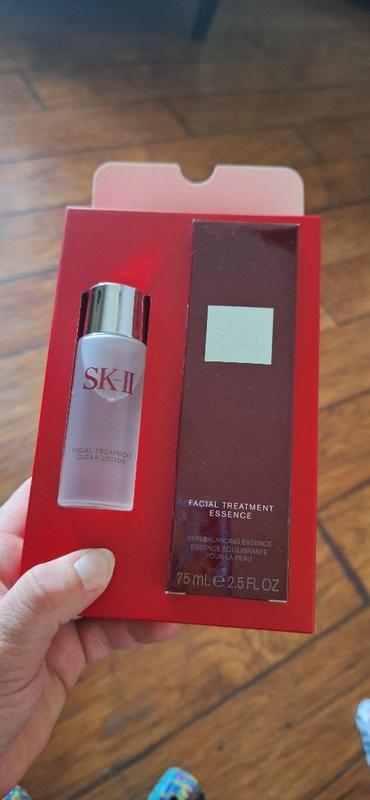 SK-II
FACIAL TREATMENT
CLEAR LOTION
SK-II
FACIAL TREATMENT
ESSENCE
SKIN BALANCING ESSENCE
ESSENCE ÉQUILIBRANTE
POUR LA PEAU
75 mL e 2.5 FL OZ